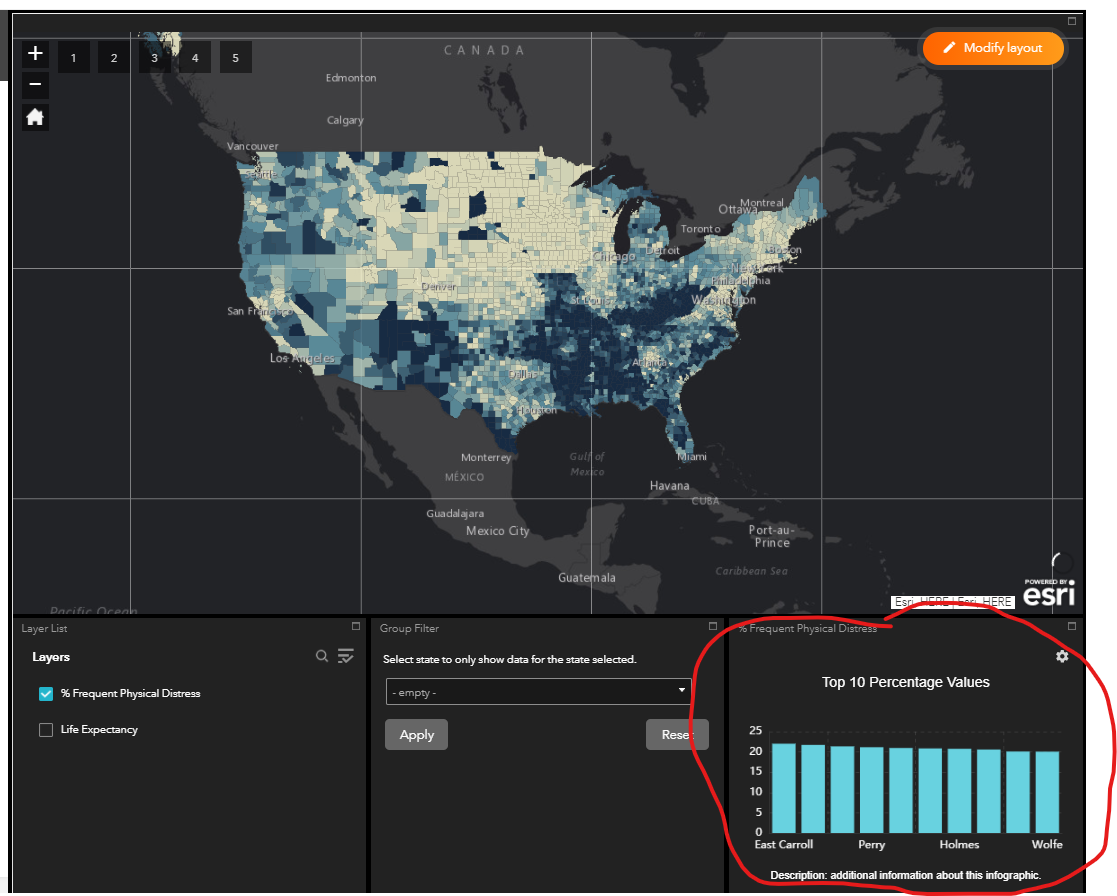 +
1 2 3 4 5
−
Modify layout
CANADA
Edmonton
Calgary
Vancouver
Seattle
Montreal
Ottawa
Toronto
Detroit
Boston
Chicago
New York
Philadelphia
Denver
St Louis
Washington
San Francisco
Los Angeles
Atlanta
Dallas
Houston
Monterrey
Gulf of
Mexico
Miami
MÉXICO
Havana
CUBA
Guadalajara
Mexico City
Port-au-
Prince
Guatemala
Caribbean Sea
POWERED BY
esri
Esri, HERE | Esri, HERE
Pacific Ocean
Layer List
Layers
% Frequent Physical Distress
Life Expectancy
Group Filter
Select state to only show data for the state selected.
- empty -
Apply Reset
% Frequent Physical Distress
Top 10 Percentage Values
25
20
15
10
5
0
East Carroll Perry Holmes Wolfe
Description: additional information about this infographic.